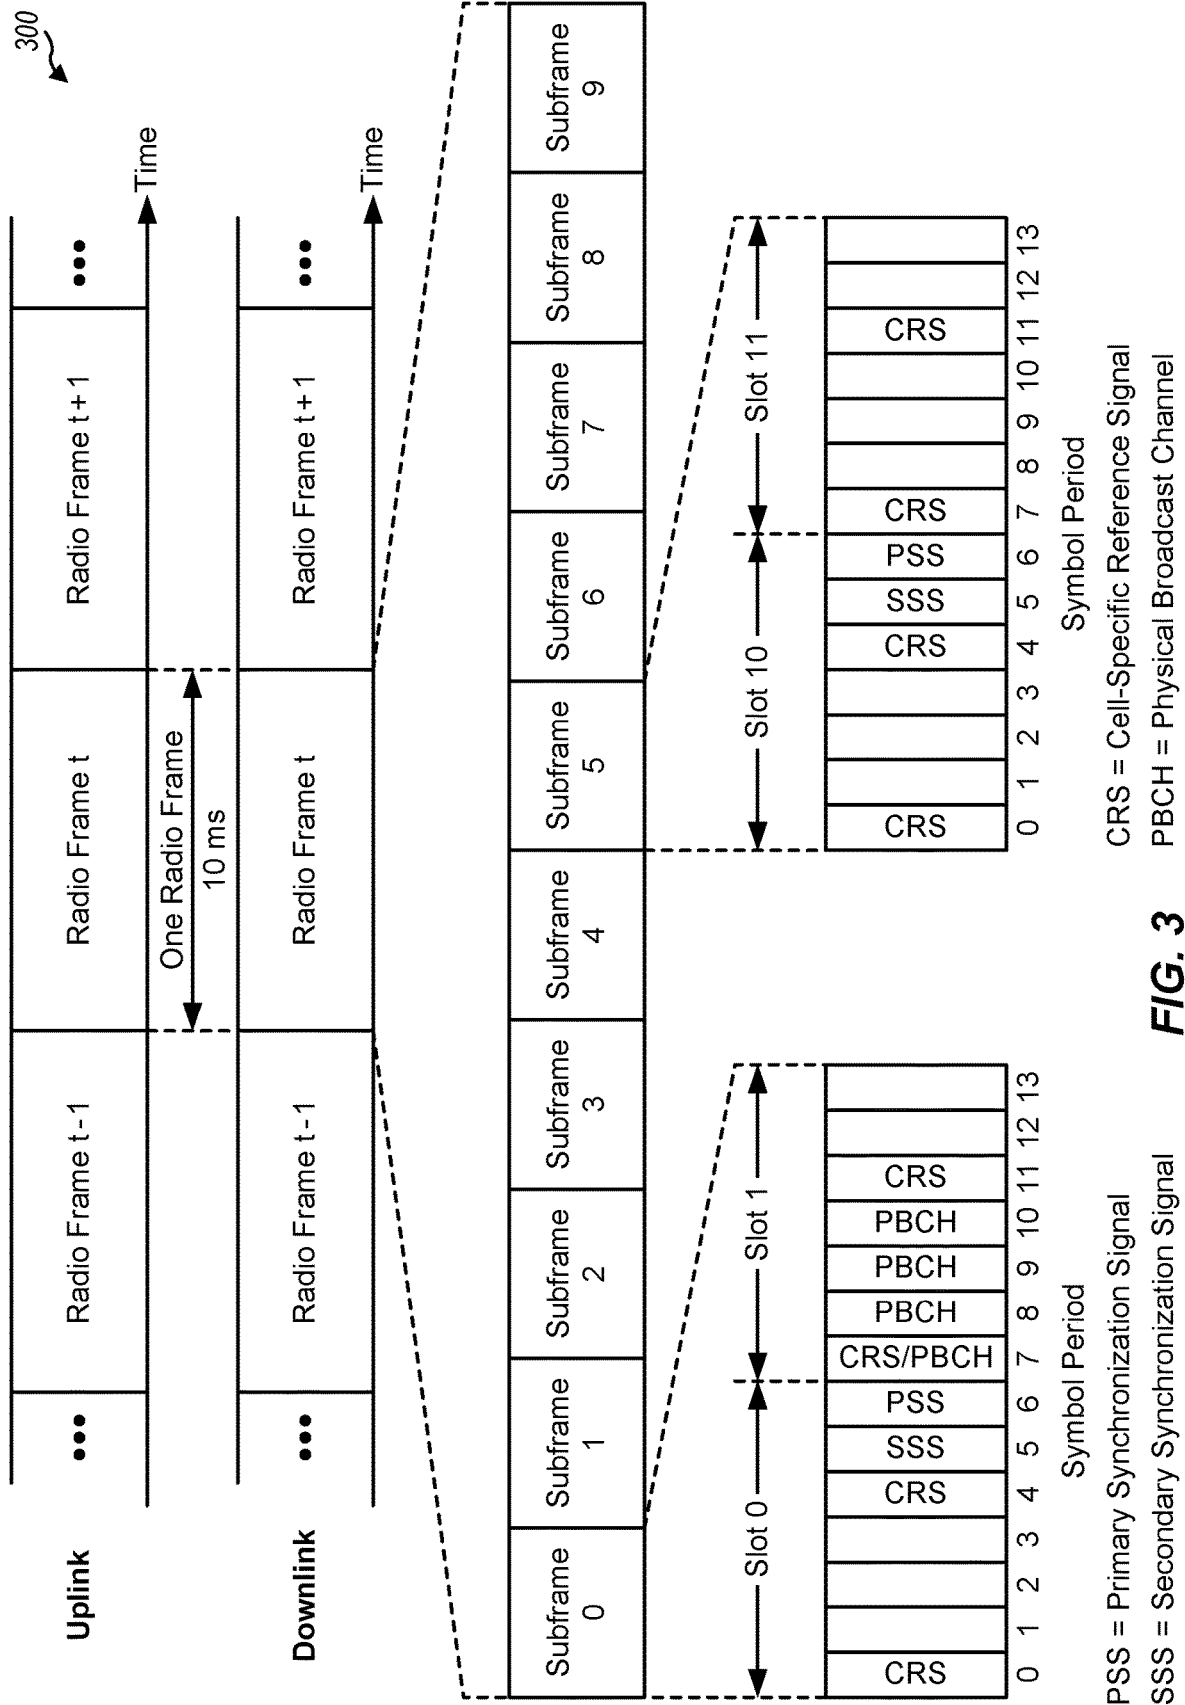 300
Uplink
••• Radio Frame t-1 Radio Frame t Radio Frame t+1 •••
Time
One Radio Frame
10 ms
Downlink
••• Radio Frame t-1 Radio Frame t Radio Frame t+1 •••
Time
Subframe 0
Subframe 1
Subframe 2
Subframe 3
Subframe 4
Subframe 5
Subframe 6
Subframe 7
Subframe 8
Subframe 9
Slot 0 Slot 1
CRS CRS SSS PSS CRS/PBCH PBCH PBCH PBCH CRS
0 1 2 3 4 5 6 7 8 9 10 11 12 13
Symbol Period
Slot 10 Slot 11
CRS CRS SSS PSS CRS CRS
0 1 2 3 4 5 6 7 8 9 10 11 12 13
Symbol Period
PSS = Primary Synchronization Signal
SSS = Secondary Synchronization Signal
CRS = Cell-Specific Reference Signal
PBCH = Physical Broadcast Channel
FIG. 3